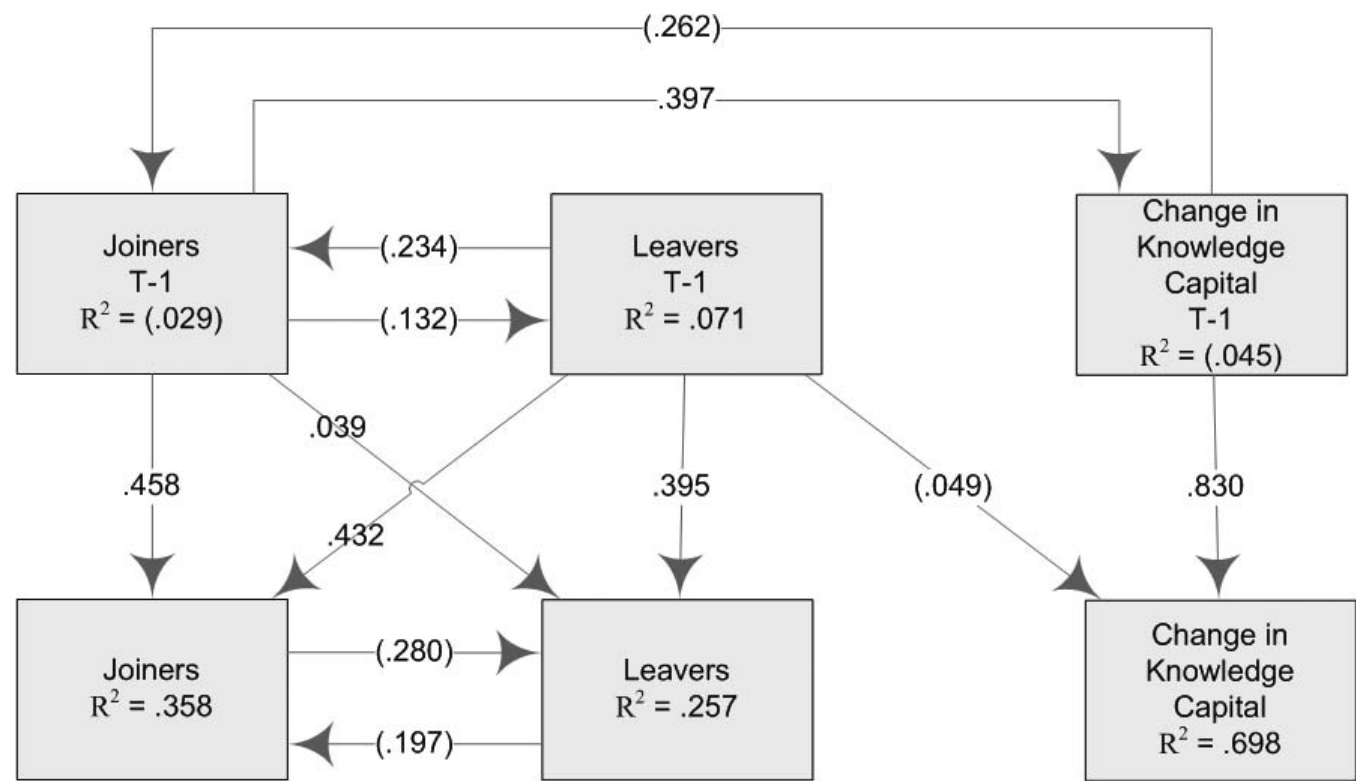 (.262)
.397
Joiners
T-1
R² = (.029)
(.234)
(.132)
Leavers
T-1
R² = .071
Change in
Knowledge
Capital
T-1
R² = (.045)
.039
.458
.432
.395
(.049)
.830
Joiners
R² = .358
(.280)
(.197)
Leavers
R² = .257
Change in
Knowledge
Capital
R² = .698